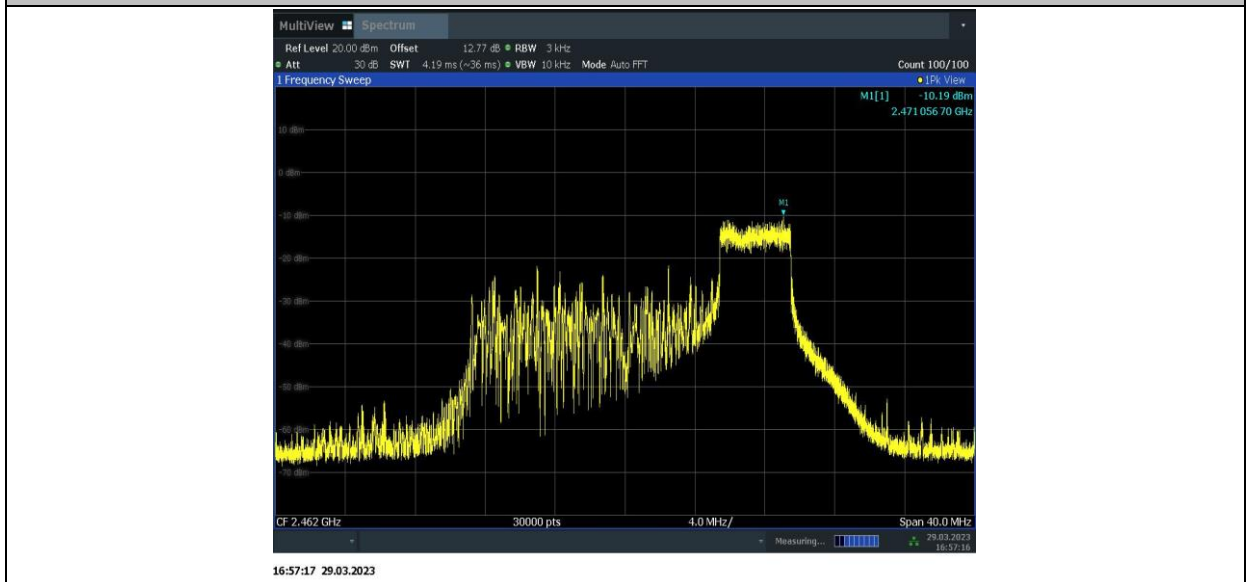 MultiView Spectrum
Ref Level 20.00 dBm Offset 12.77 dB RBW 3 kHz
Att 30 dB SWT 4.19 ms (~36 ms) VBW 10 kHz Mode Auto FFT Count 100/100
1 Frequency Sweep 1Pk View
M1[1] -10.19 dBm
2.471 056 70 GHz
10 dBm
0 dBm
M1
-10 dBm
-20 dBm
-30 dBm
-40 dBm
-50 dBm
-60 dBm
-70 dBm
CF 2.462 GHz 30000 pts 4.0 MHz/ Span 40.0 MHz
Measuring... 29.03.2023
16:57:16
16:57:17 29.03.2023